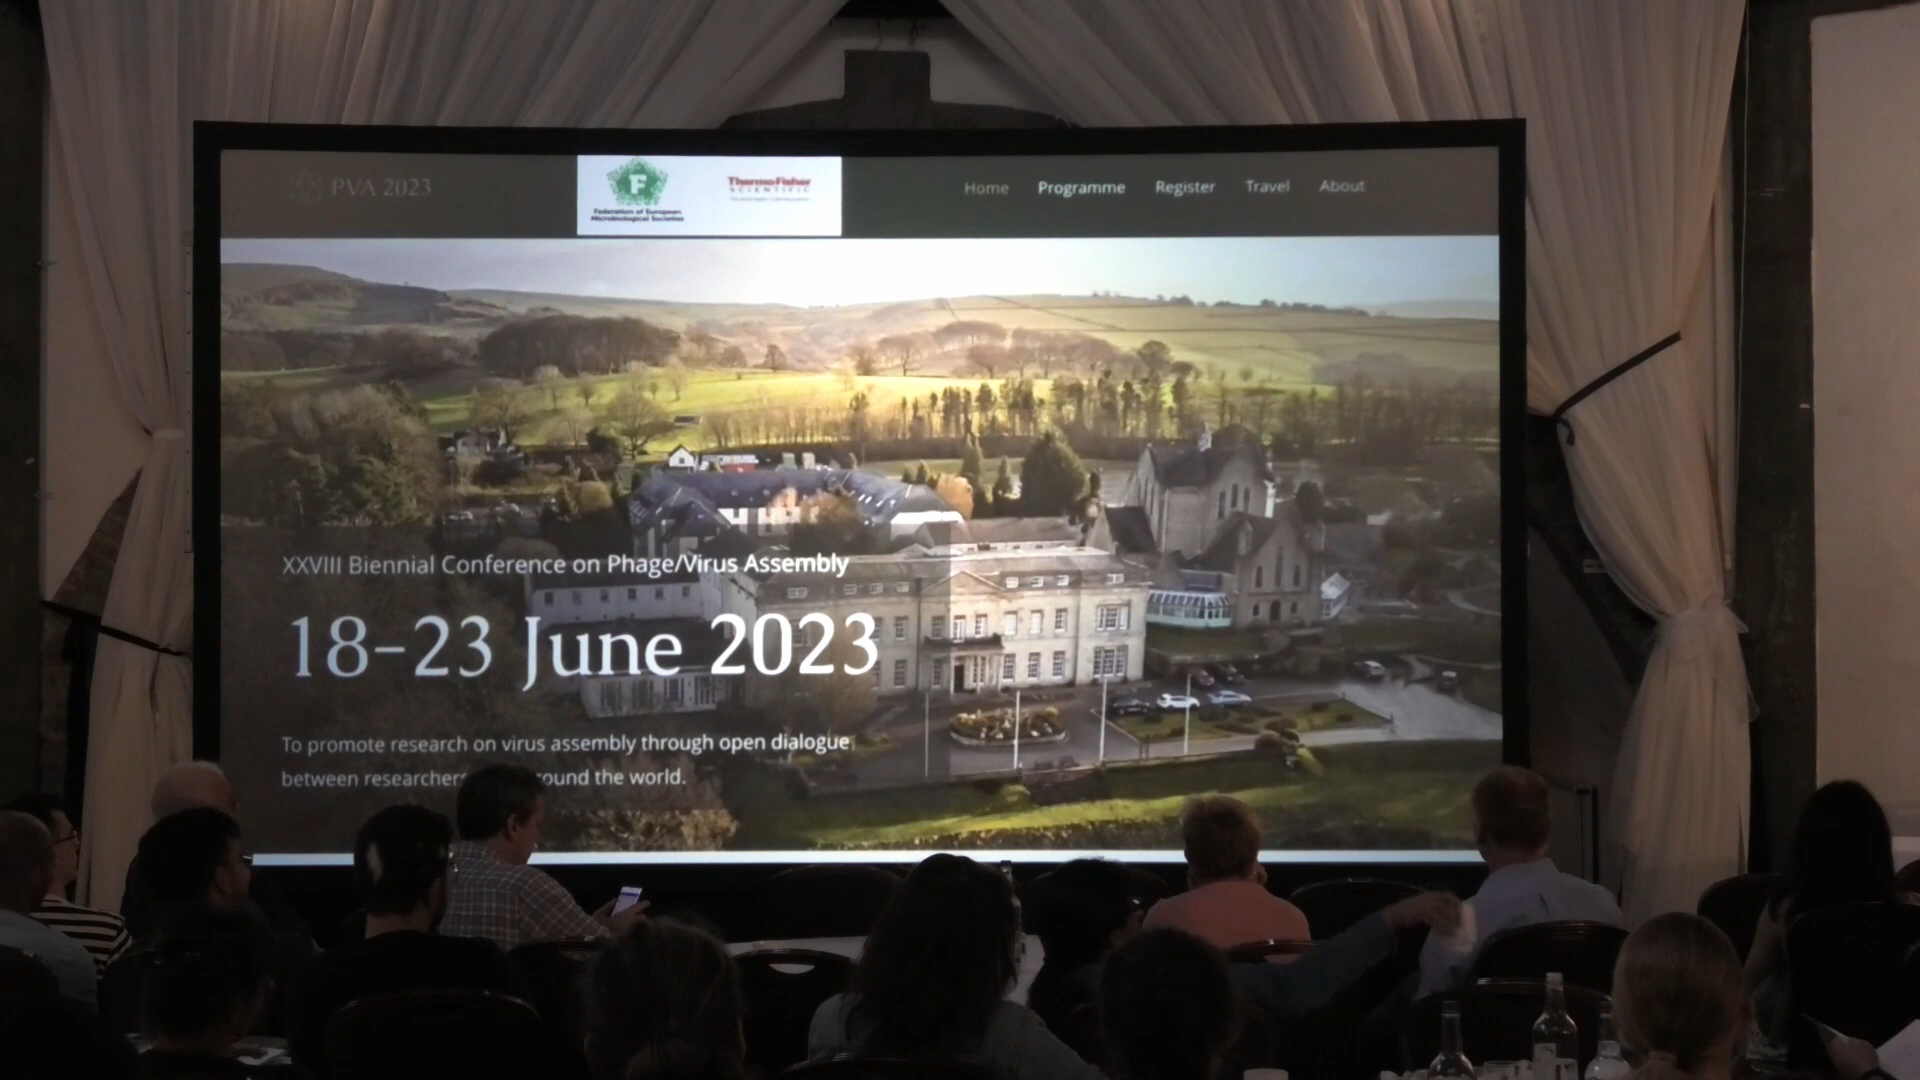 PVA 2023
F
Federation of European
Microbiological Societies
ThermoFisher
SCIENTIFIC
Home Programme Register Travel About
XXVIII Biennial Conference on Phage/Virus Assembly
18-23 June 2023
To promote research on virus assembly through open dialogue
between researchers round the world.